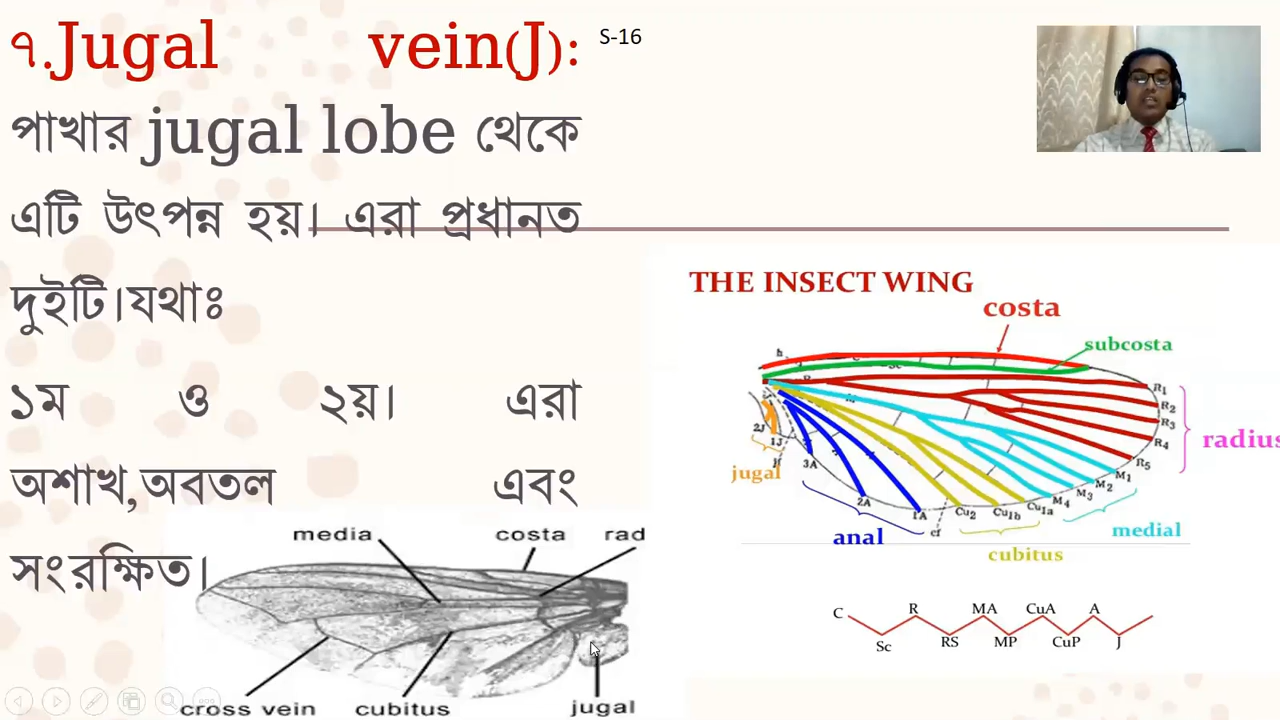 ৭.Jugal vein(J):
পাখার jugal lobe থেকে
এটি উৎপন্ন হয়। এরা প্রধানত
দুইটি।যথাঃ
১ম ও ২য়। এরা
অশাখ,অবতল এবং
সংরক্ষিত।
S-16
THE INSECT WING
costa
subcosta
h
C
Sc
R
M
R1
R2
R3
R4
R5
radius
2J
1J
jf
jugal
3A
2A
1A
cf
Cu2
Cu1b
Cu1a
M4
M3
M2
M1
anal
cubitus
medial
media costa rad
cross vein cubitus jugal
C R MA CuA A
Sc RS MP CuP J